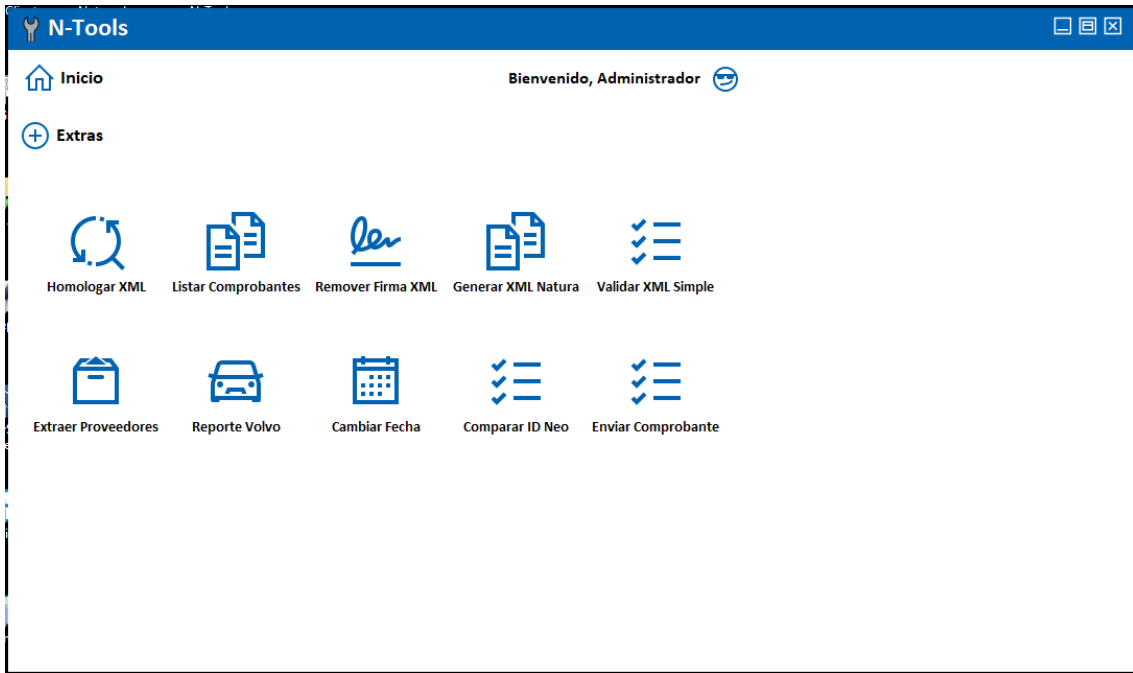 N-Tools
Inicio
Bienvenido, Administrador
Extras
Homologar XML
Listar Comprobantes
Remover Firma XML
Generar XML Natura
Validar XML Simple
Extraer Proveedores
Reporte Volvo
Cambiar Fecha
Comparar ID Neo
Enviar Comprobante